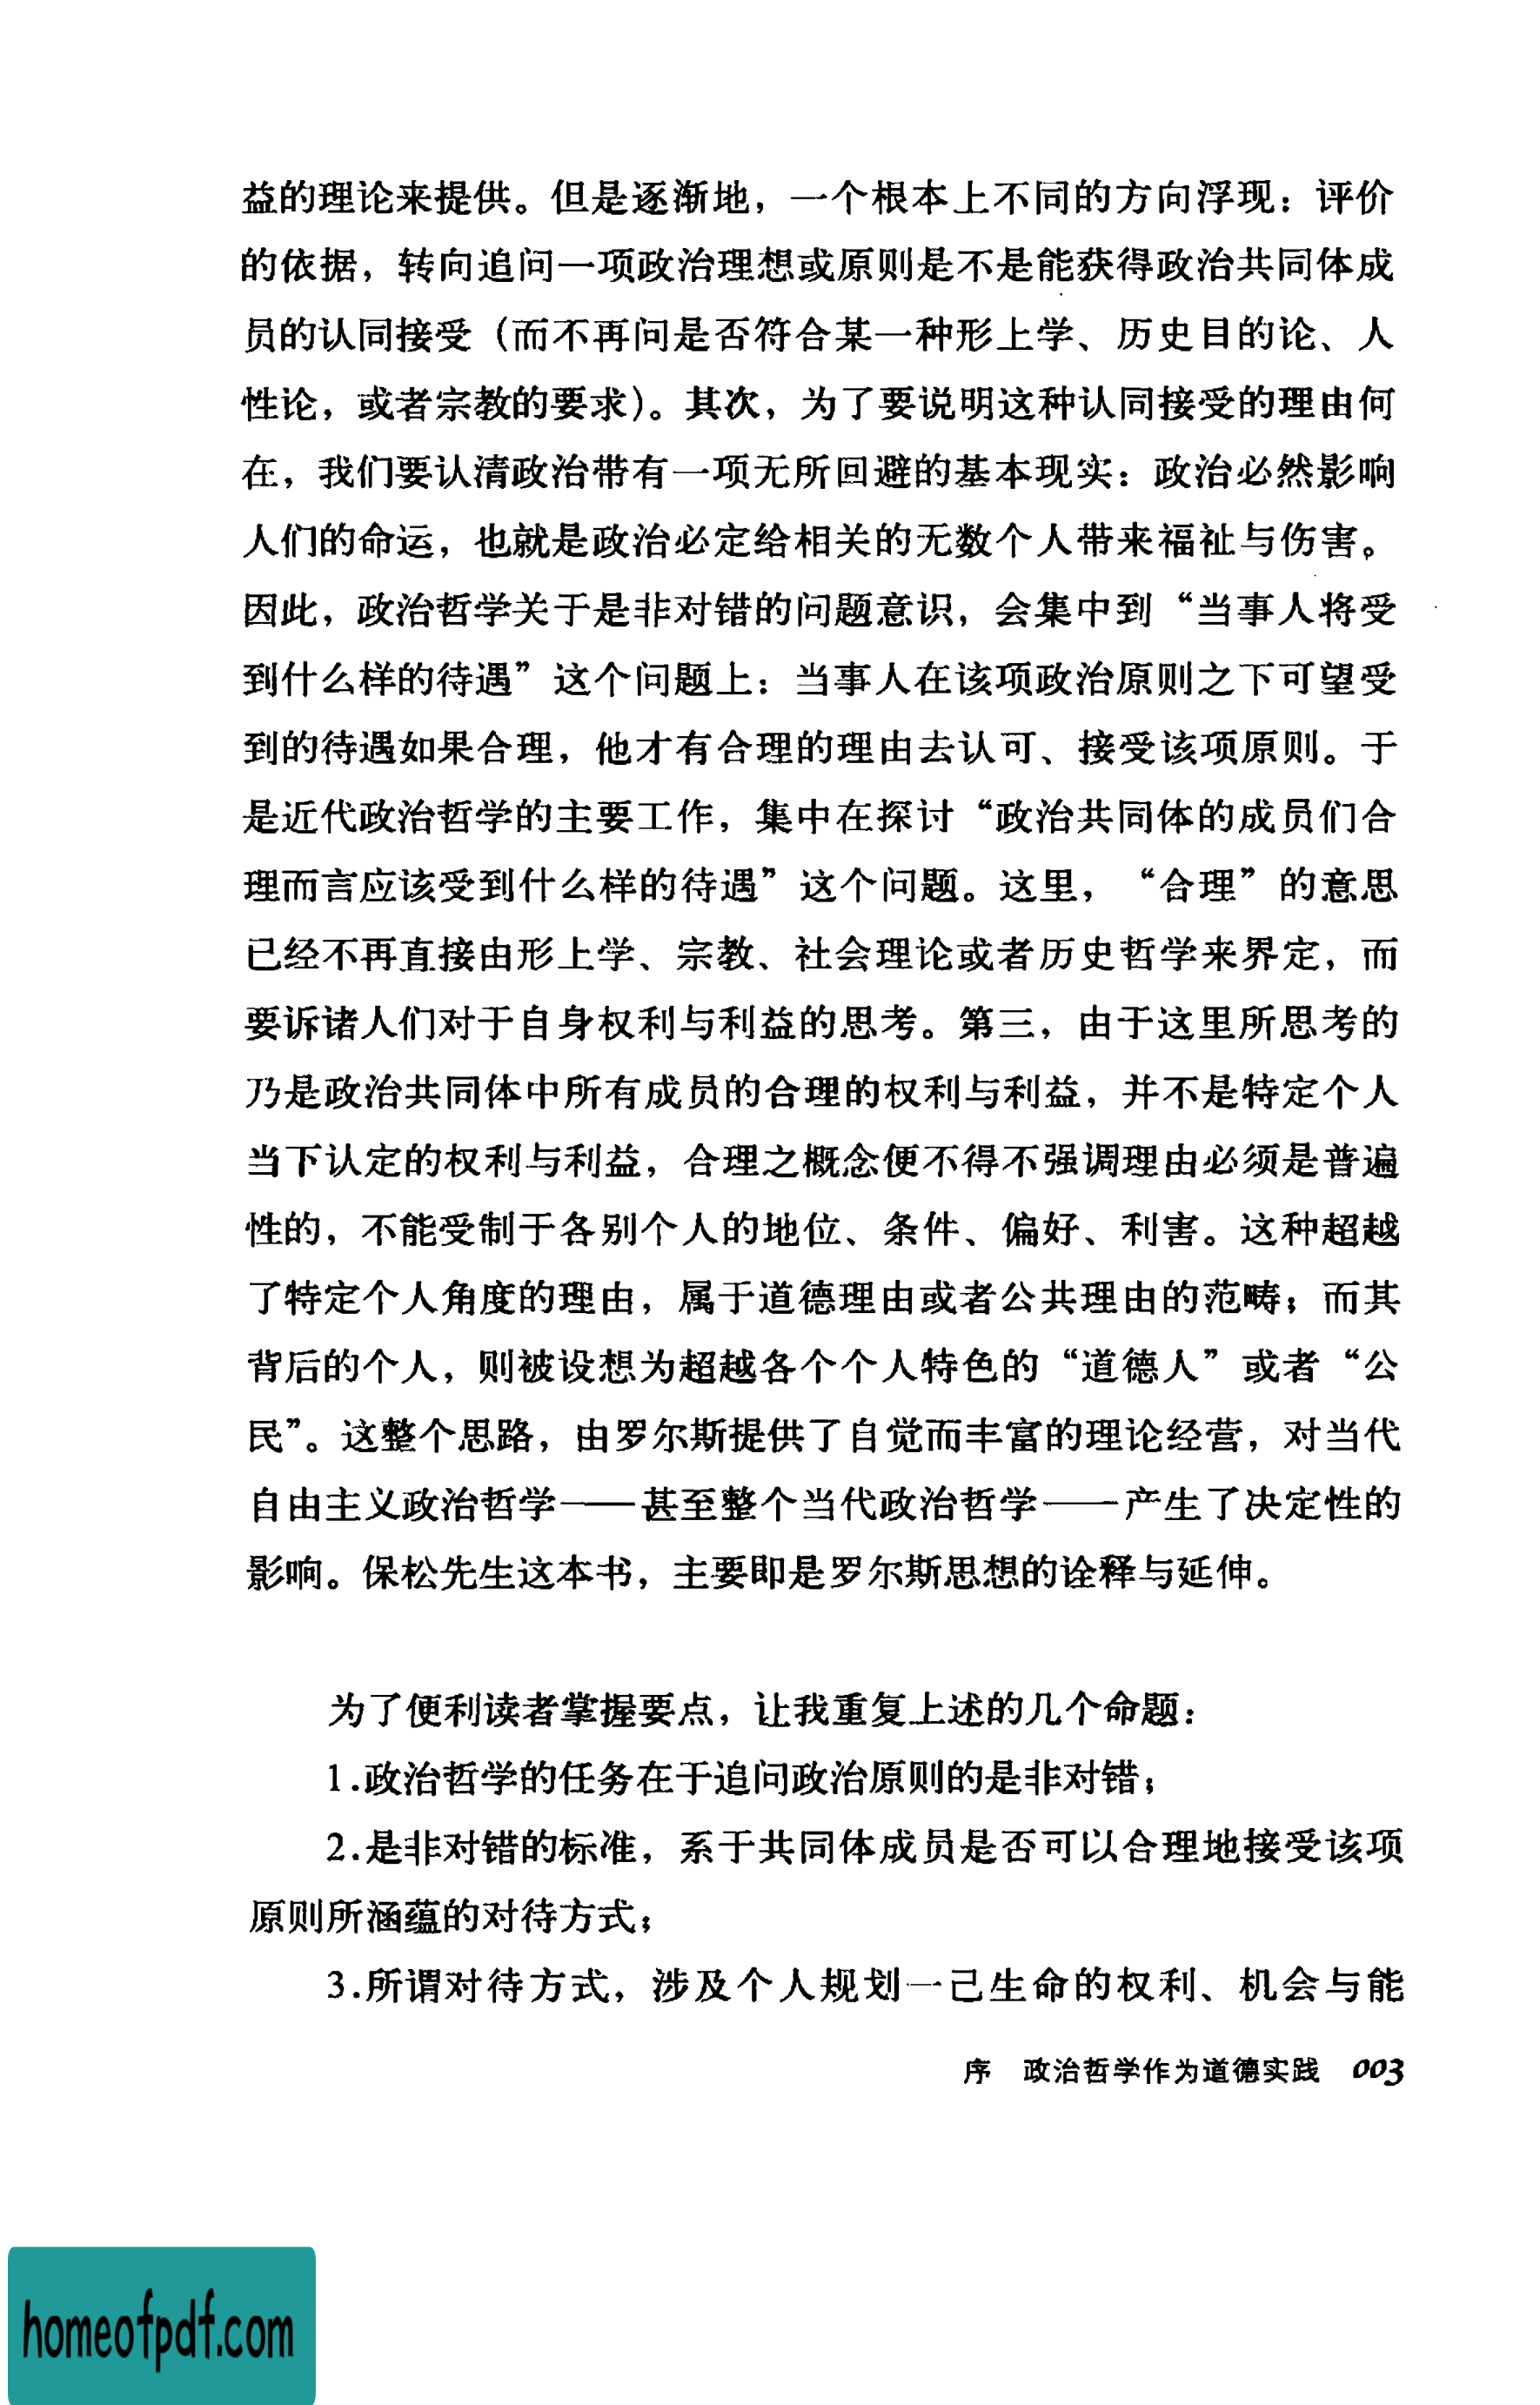 益的理论来提供。但是逐渐地，一个根本上不同的方向浮现：评价
的依据，转向追问一项政治理想或原则是不是能获得政治共同体成
员的认同接受（而不再问是否符合某一种形上学、历史目的论、人
性论，或者宗教的要求）。其次，为了要说明这种认同接受的理由何
在，我们要认清政治带有一项无所回避的基本现实：政治必然影响
人们的命运，也就是政治必定给相关的无数个人带来福祉与伤害。
因此，政治哲学关于是非对错的问题意识，会集中到“当事人将受
到什么样的待遇”这个问题上：当事人在该项政治原则之下可望受
到的待遇如果合理，他才有合理的理由去认可、接受该项原则。于
是近代政治哲学的主要工作，集中在探讨“政治共同体的成员们合
理而言应该受到什么样的待遇”这个问题。这里，“合理”的意思
已经不再直接由形上学、宗教、社会理论或者历史哲学来界定，而
要诉诸人们对于自身权利与利益的思考。第三，由于这里所思考的
乃是政治共同体中所有成员的合理的权利与利益，并不是特定个人
当下认定的权利与利益，合理之概念便不得不强调理由必须是普遍
性的，不能受制于各别个人的地位、条件、偏好、利害。这种超越
了特定个人角度的理由，属于道德理由或者公共理由的范畴；而其
背后的个人，则被设想为超越各个个人特色的“道德人”或者“公
民”。这整个思路，由罗尔斯提供了自觉而丰富的理论经营，对当代
自由主义政治哲学——甚至整个当代政治哲学——产生了决定性的
影响。保松先生这本书，主要即是罗尔斯思想的诠释与延伸。
为了便利读者掌握要点，让我重复上述的几个命题：
1.政治哲学的任务在于追问政治原则的是非对错；
2.是非对错的标准，系于共同体成员是否可以合理地接受该项
原则所涵蕴的对待方式；
3.所谓对待方式，涉及个人规划一己生命的权利、机会与能
序 政治哲学作为道德实践 003
homeofpdf.com